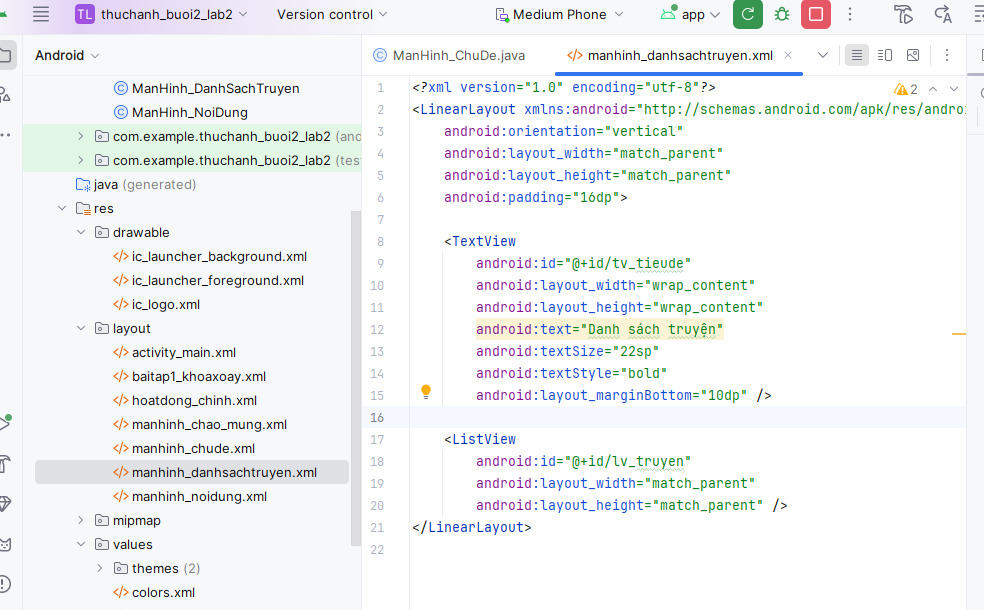 TL thuchanh_buoi2_lab2 Version control Medium Phone app
Android
ManHinh_ChuDe.java manhinh_danhsachtruyen.xml
ManHinh_DanhSachTruyen
ManHinh_NoiDung
com.example.thuchanh_buoi2_lab2 (and
com.example.thuchanh_buoi2_lab2 (tes
java (generated)
res
drawable
ic_launcher_background.xml
ic_launcher_foreground.xml
ic_logo.xml
layout
activity_main.xml
baitap1_khoaxoay.xml
hoatdong_chinh.xml
manhinh_chao_mung.xml
manhinh_chude.xml
manhinh_danhsachtruyen.xml
manhinh_noidung.xml
mipmap
values
themes (2)
colors.xml
2
1 <?xml version="1.0" encoding="utf-8"?>
2 <LinearLayout xmlns:android="http://schemas.android.com/apk/res/andro
3 android:orientation="vertical"
4 android:layout_width="match_parent"
5 android:layout_height="match_parent"
6 android:padding="16dp">
7
8 <TextView
9 android:id="@+id/tv_tieude"
10 android:layout_width="wrap_content"
11 android:layout_height="wrap_content"
12 android:text="Danh sách truyện"
13 android:textSize="22sp"
14 android:textStyle="bold"
15 android:layout_marginBottom="10dp" />
16
17 <ListView
18 android:id="@+id/lv_truyen"
19 android:layout_width="match_parent"
20 android:layout_height="match_parent" />
21 </LinearLayout>
22